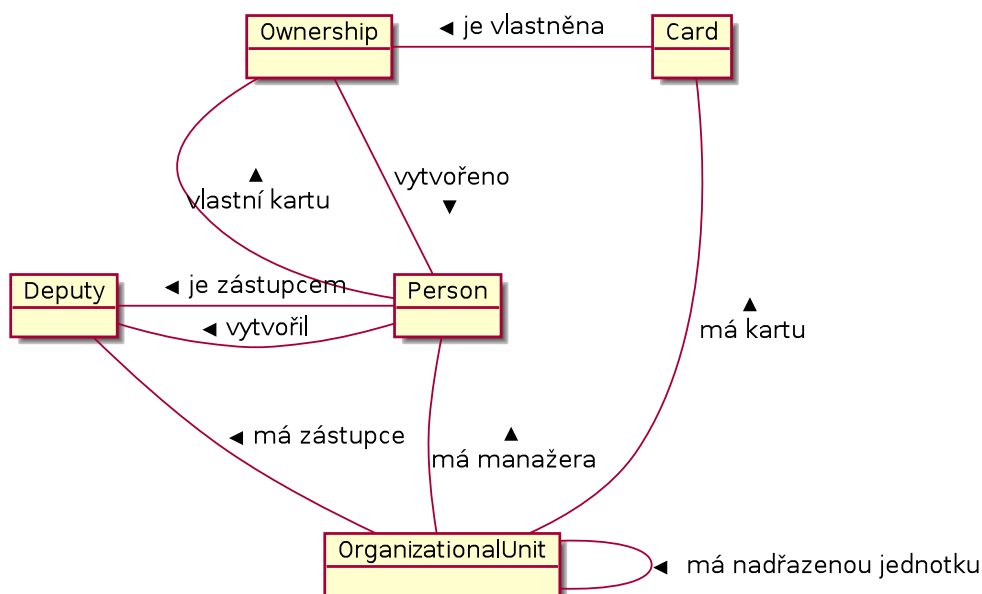 Ownership
◄ je vlastněna
Card
▲
vlastní kartu
vytvořeno
▼
Deputy
◄ je zástupcem
◄ vytvořil
Person
▲
má kartu
◄ má zástupce
▲
má manažera
OrganizationalUnit
◄ má nadřazenou jednotku